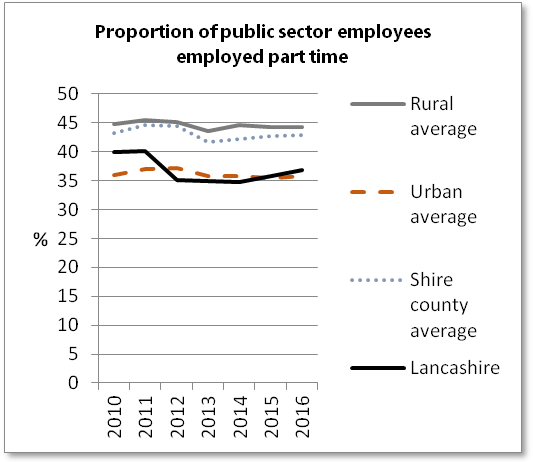 Proportion of public sector employees
employed part time
50
45
40
35
30
25
20
15
10
5
0
%
2010
2011
2012
2013
2014
2015
2016
Rural
average
Urban
average
Shire
county
average
Lancashire